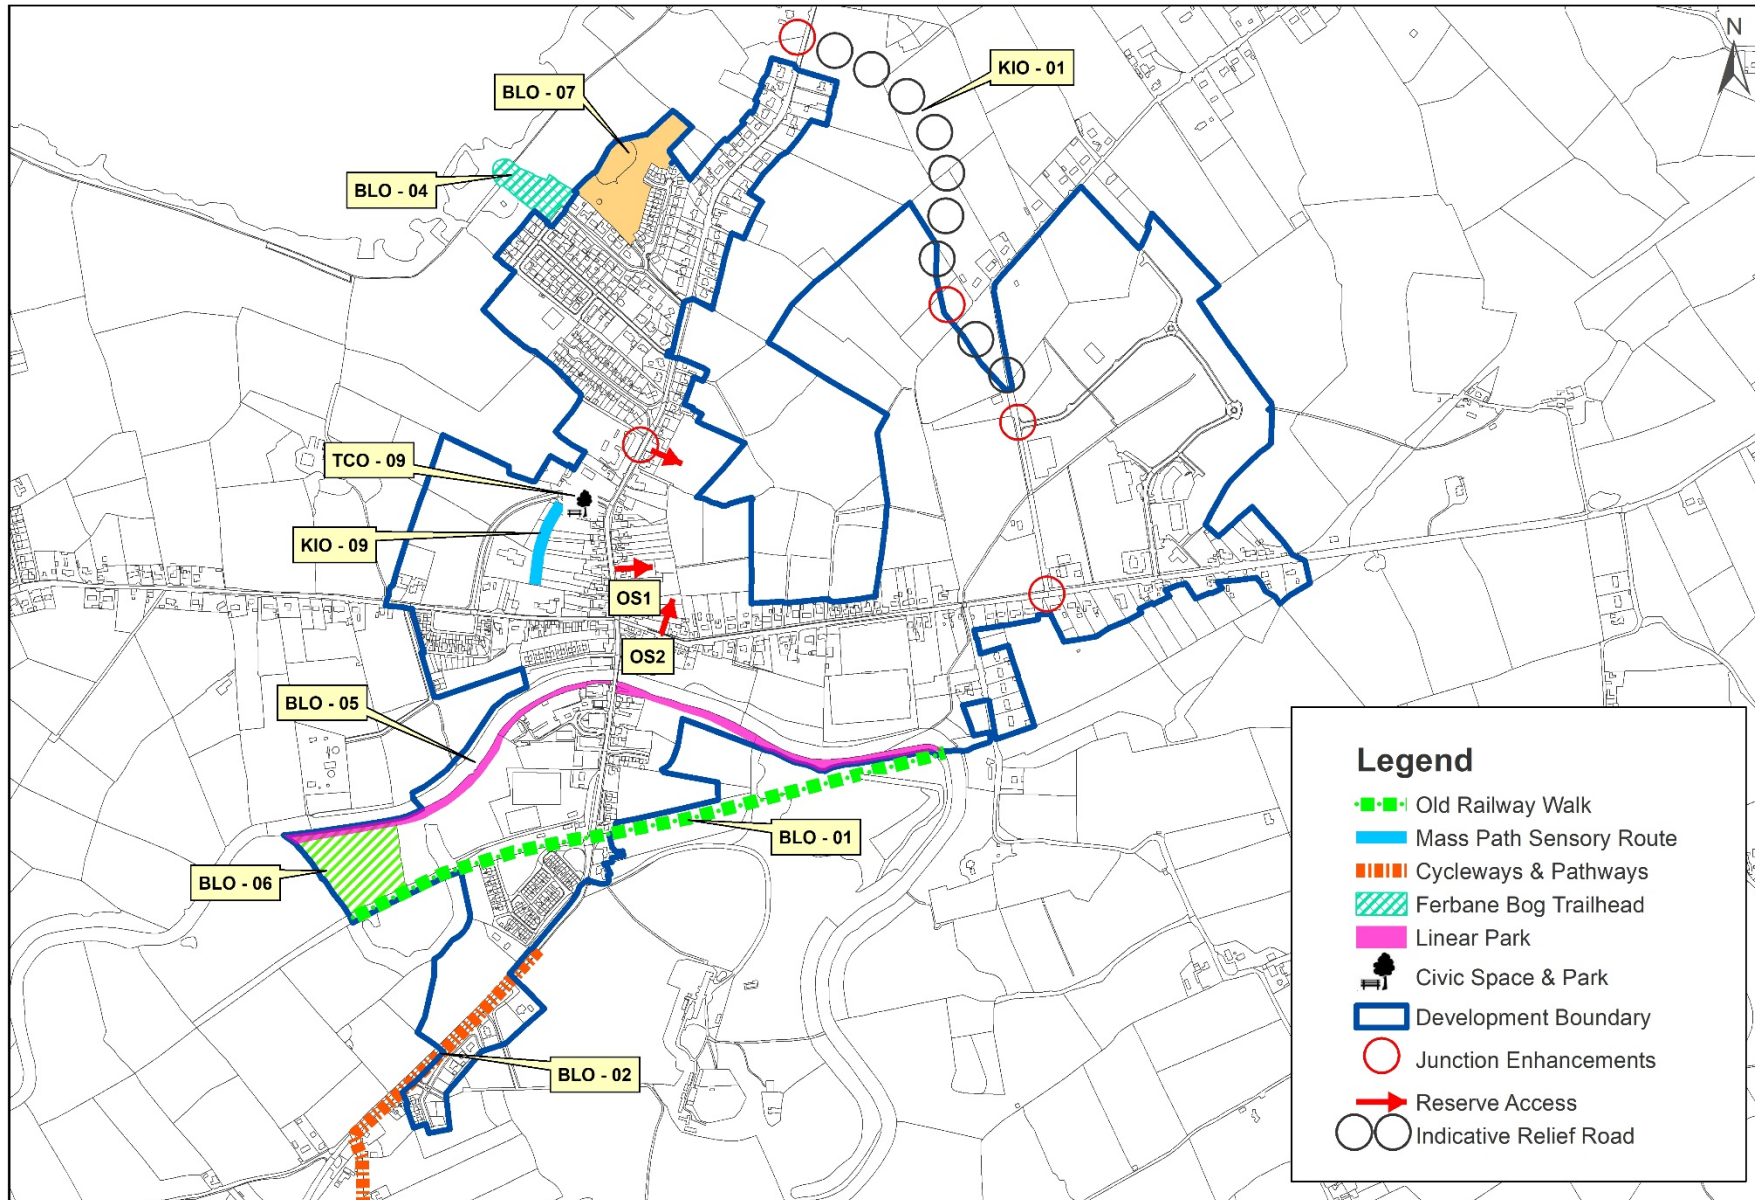 N
KIO - 01
BLO - 07
BLO - 04
TCO - 09
KIO - 09
OS1
OS2
BLO - 05
BLO - 01
BLO - 06
BLO - 02
Legend
Old Railway Walk
Mass Path Sensory Route
Cycleways & Pathways
Ferbane Bog Trailhead
Linear Park
Civic Space & Park
Development Boundary
Junction Enhancements
Reserve Access
Indicative Relief Road